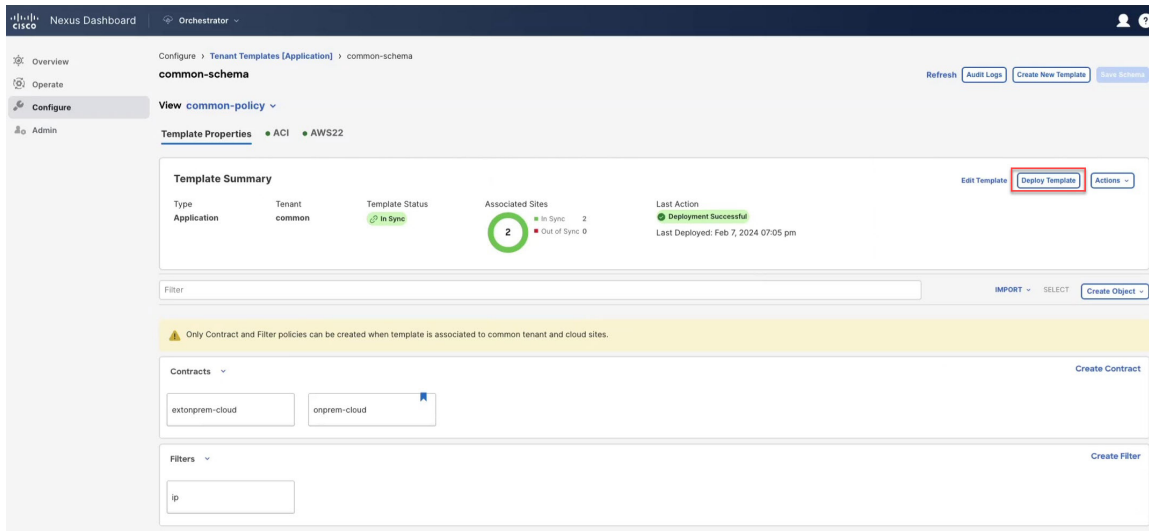 CISCO Nexus Dashboard Orchestrator
Overview
Operate
Configure
Admin
Configure > Tenant Templates [Application] > common-schema
common-schema
Refresh Audit Logs Create New Template Save Schema
View common-policy
Template Properties ACI AWS22
Template Summary
Edit Template Deploy Template Actions
Type Tenant Template Status Associated Sites Last Action
Application common In Sync 2 In Sync 2 Deployment Successful
Out of Sync 0 Last Deployed: Feb 7, 2024 07:05 pm
Filter IMPORT SELECT Create Object
Only Contract and Filter policies can be created when template is associated to common tenant and cloud sites.
Contracts Create Contract
extonprem-cloud onprem-cloud
Filters Create Filter
ip